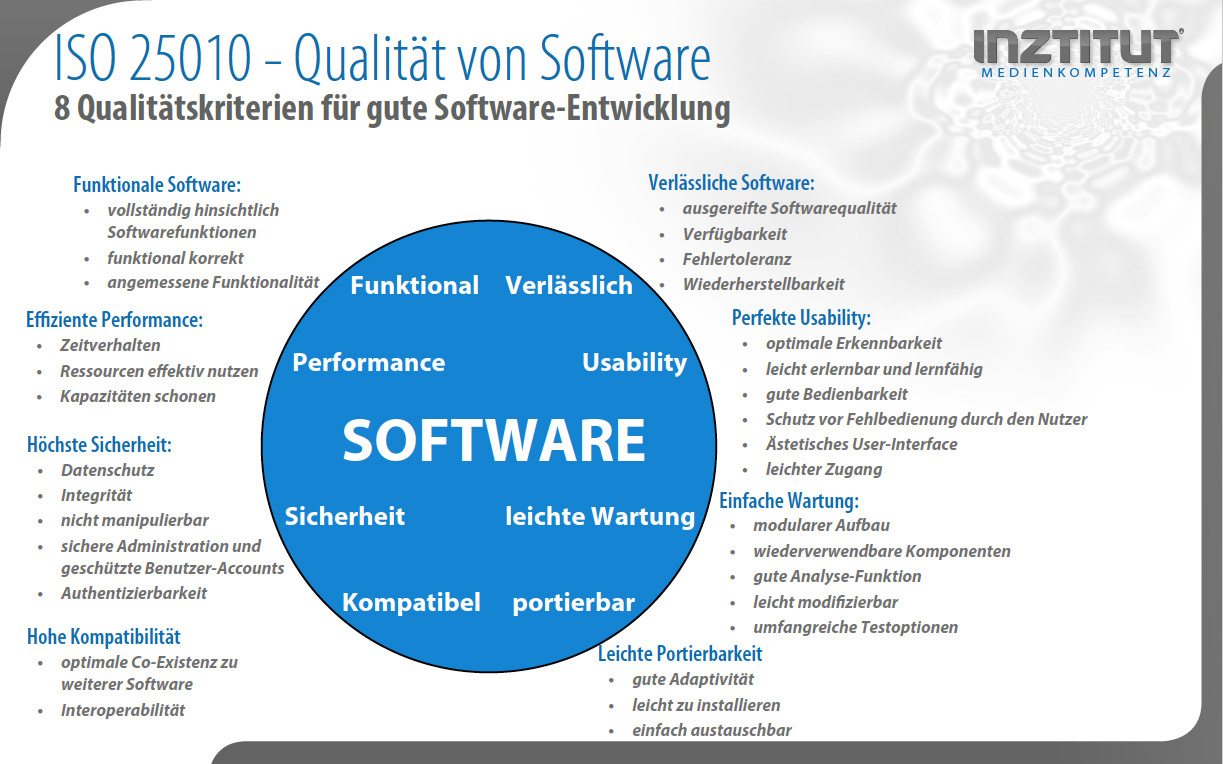 ISO 25010 – Qualität von Software
8 Qualitätskriterien für gute Software-Entwicklung
INZTITUT®
MEDIENKOMPETENZ
Funktionale Software:
• vollständig hinsichtlich
Softwarefunktionen
• funktional korrekt
• angemessene Funktionalität
Effiziente Performance:
• Zeitverhalten
• Ressourcen effektiv nutzen
• Kapazitäten schonen
Höchste Sicherheit:
• Datenschutz
• Integrität
• nicht manipulierbar
• sichere Administration und
geschützte Benutzer-Accounts
• Authentizierbarkeit
Hohe Kompatibilität
• optimale Co-Existenz zu
weiterer Software
• Interoperabilität
Funktional Verlässlich
Performance Usability
SOFTWARE
Sicherheit leichte Wartung
Kompatibel portierbar
Verlässliche Software:
• ausgereifte Softwarequalität
• Verfügbarkeit
• Fehlertoleranz
• Wiederherstellbarkeit
Perfekte Usability:
• optimale Erkennbarkeit
• leicht erlernbar und lernfähig
• gute Bedienbarkeit
• Schutz vor Fehlbedienung durch den Nutzer
• Ästetisches User-Interface
• leichter Zugang
Einfache Wartung:
• modularer Aufbau
• wiederverwendbare Komponenten
• gute Analyse-Funktion
• leicht modifizierbar
• umfangreiche Testoptionen
Leichte Portierbarkeit
• gute Adaptivität
• leicht zu installieren
• einfach austauschbar